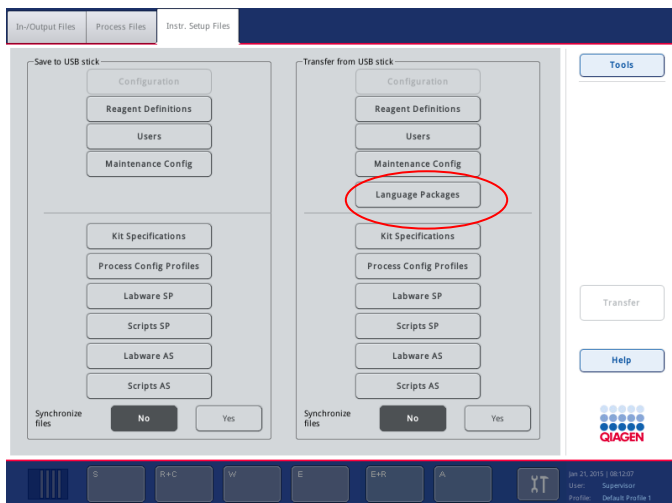 In-/Output Files
Process Files
Instr. Setup Files
Save to USB stick
Configuration
Reagent Definitions
Users
Maintenance Config
Kit Specifications
Process Config Profiles
Labware SP
Scripts SP
Labware AS
Scripts AS
Synchronize
files
No
Yes
Transfer from USB stick
Configuration
Reagent Definitions
Users
Maintenance Config
Language Packages
Kit Specifications
Process Config Profiles
Labware SP
Scripts SP
Labware AS
Scripts AS
Synchronize
files
No
Yes
Tools
Transfer
Help
QIAGEN
S
R+C
W
E
E+R
A
Jan 21, 2015 | 08:12:07
User: Supervisor
Profile: Default Profile 1